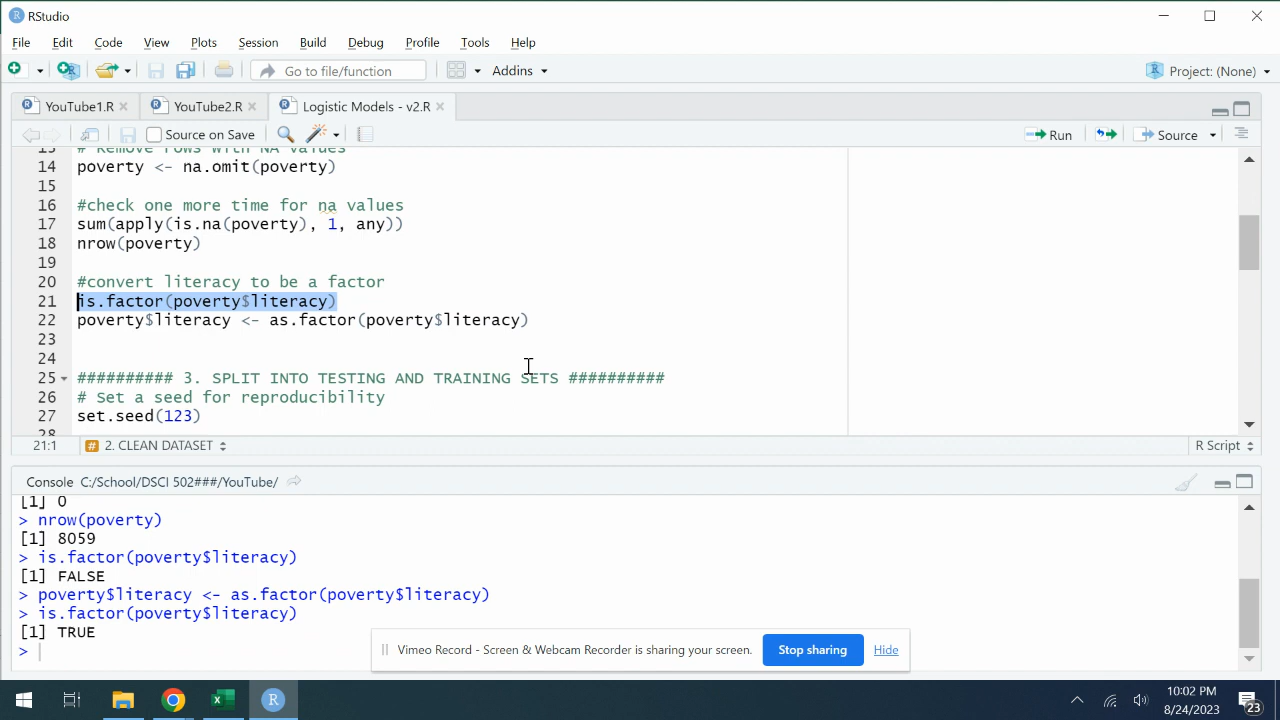 RStudio
File Edit Code View Plots Session Build Debug Profile Tools Help
Go to file/function Addins Project: (None)
YouTube1.R YouTube2.R Logistic Models - v2.R
Source on Save Run Source
13 # Remove rows with NA values
14 poverty <- na.omit(poverty)
15
16 #check one more time for na values
17 sum(apply(is.na(poverty), 1, any))
18 nrow(poverty)
19
20 #convert literacy to be a factor
21 is.factor(poverty$literacy)
22 poverty$literacy <- as.factor(poverty$literacy)
23
24
25 ########## 3. SPLIT INTO TESTING AND TRAINING SETS ##########
26 # Set a seed for reproducibility
27 set.seed(123)
28
21:1 # 2. CLEAN DATASET R Script
Console C:/School/DSCI 502###/YouTube/
[1] 0
> nrow(poverty)
[1] 8059
> is.factor(poverty$literacy)
[1] FALSE
> poverty$literacy <- as.factor(poverty$literacy)
> is.factor(poverty$literacy)
[1] TRUE
>
Vimeo Record - Screen & Webcam Recorder is sharing your screen. Stop sharing Hide
10:02 PM
8/24/2023
23